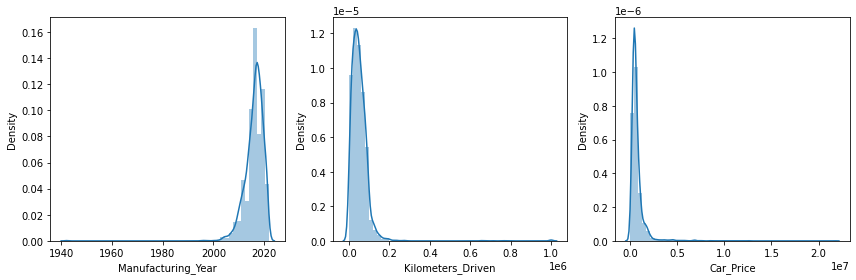 Density
0.16
0.14
0.12
0.10
0.08
0.06
0.04
0.02
0.00
1940 1960 1980 2000 2020
Manufacturing_Year
1e−5
Density
1.2
1.0
0.8
0.6
0.4
0.2
0.0
0.0 0.2 0.4 0.6 0.8 1.0
1e6
Kilometers_Driven
1e−6
Density
1.2
1.0
0.8
0.6
0.4
0.2
0.0
0.0 0.5 1.0 1.5 2.0
1e7
Car_Price